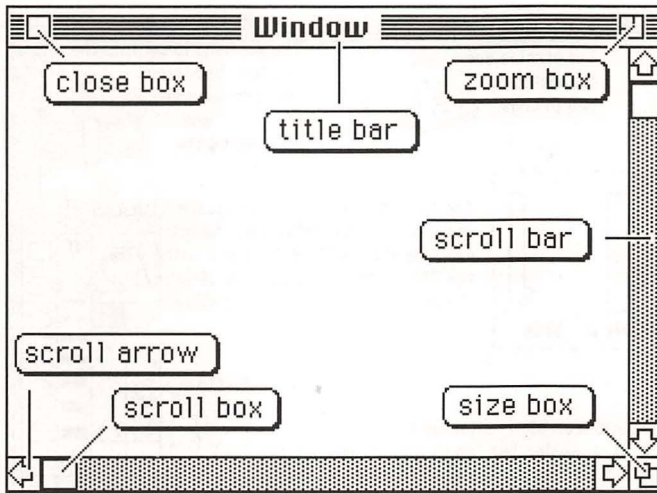 Window
close box
zoom box
title bar
scroll bar
scroll arrow
scroll box
size box